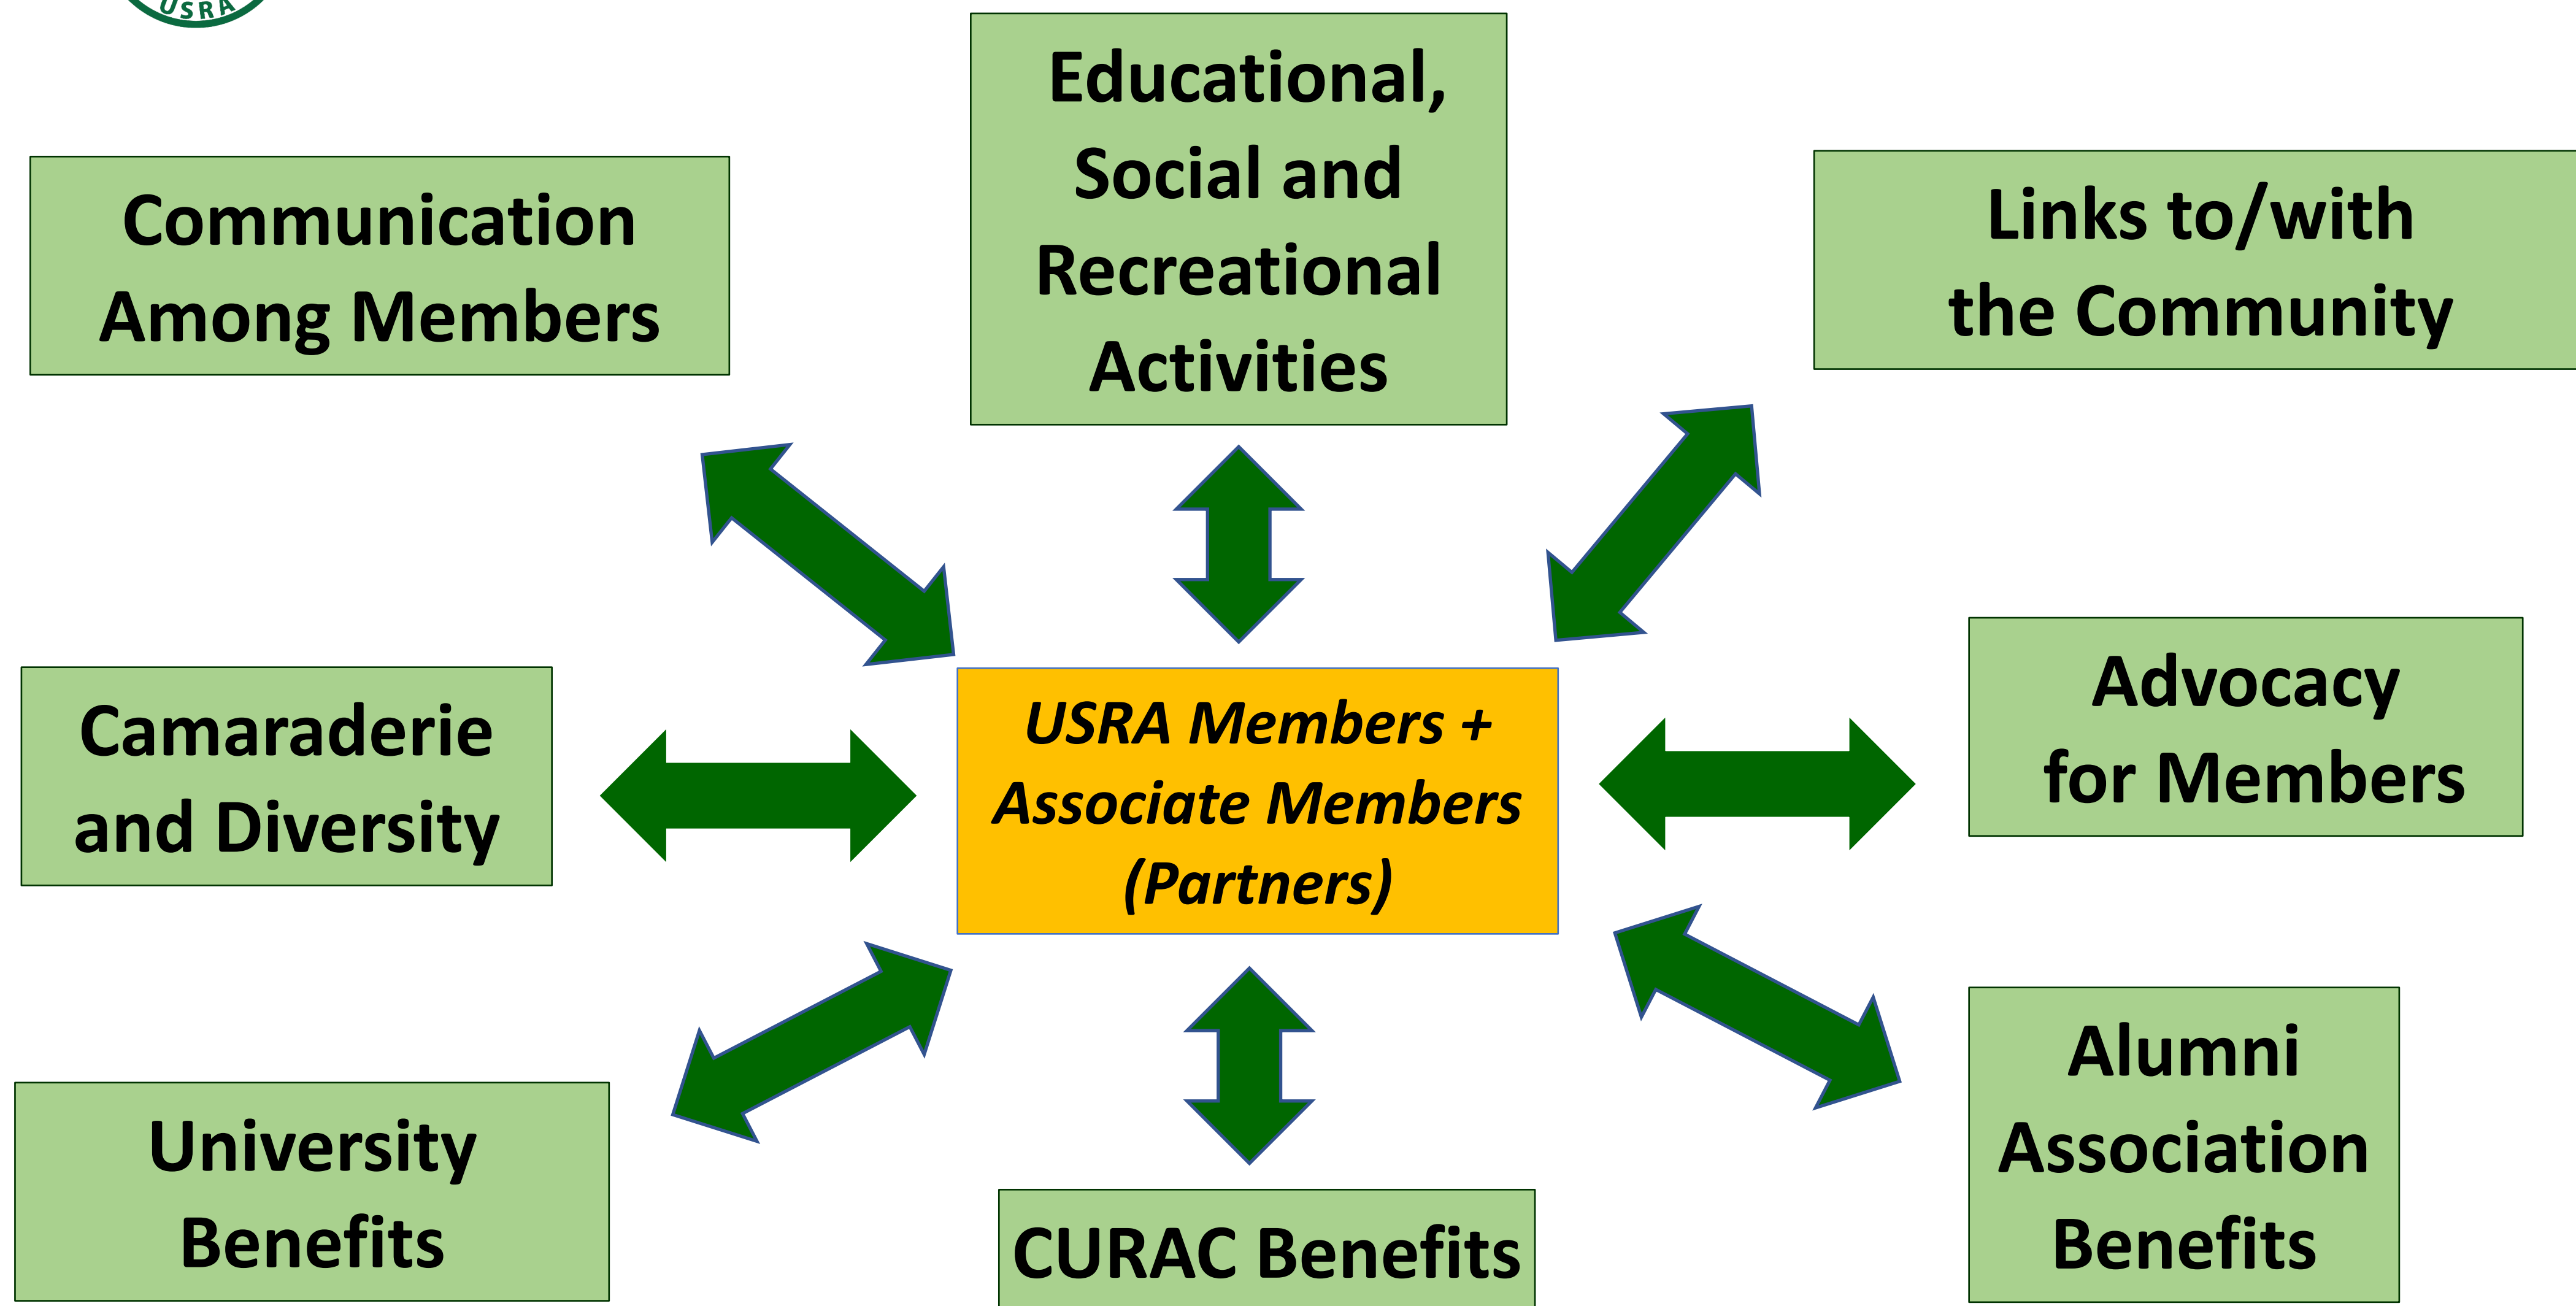 USRA
Educational,
Social and
Recreational
Activities
Communication
Among Members
Links to/with
the Community
Camaraderie
and Diversity
USRA Members +
Associate Members
(Partners)
Advocacy
for Members
University
Benefits
CURAC Benefits
Alumni
Association
Benefits